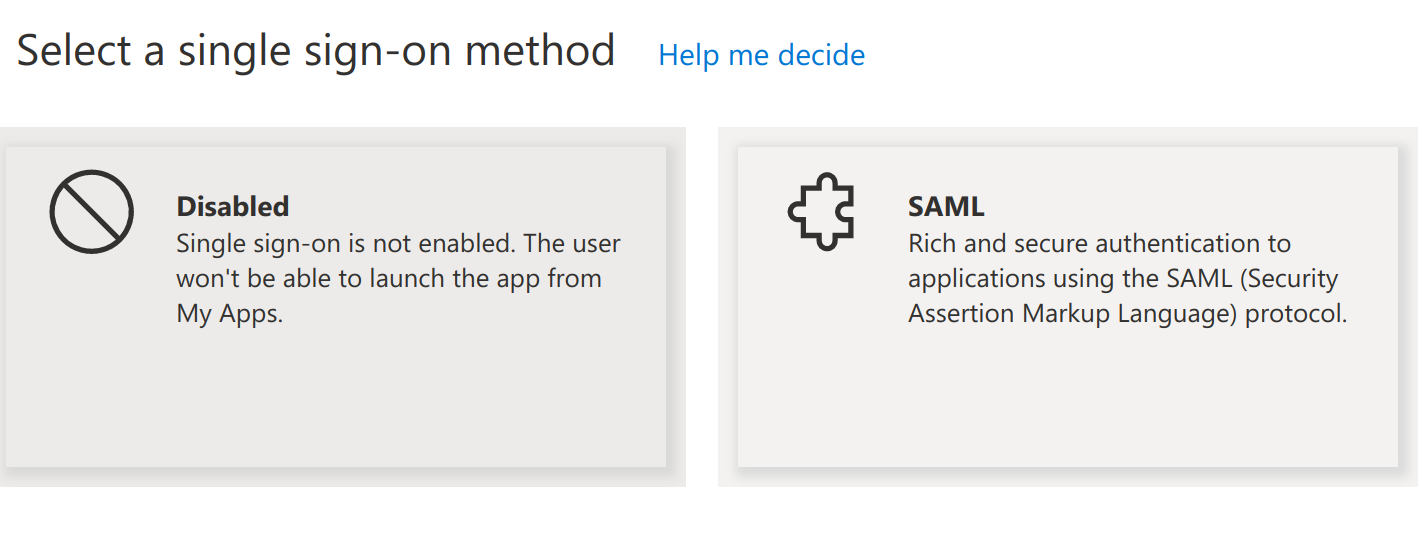 Select a single sign-on method Help me decide
Disabled
Single sign-on is not enabled. The user
won't be able to launch the app from
My Apps.
SAML
Rich and secure authentication to
applications using the SAML (Security
Assertion Markup Language) protocol.